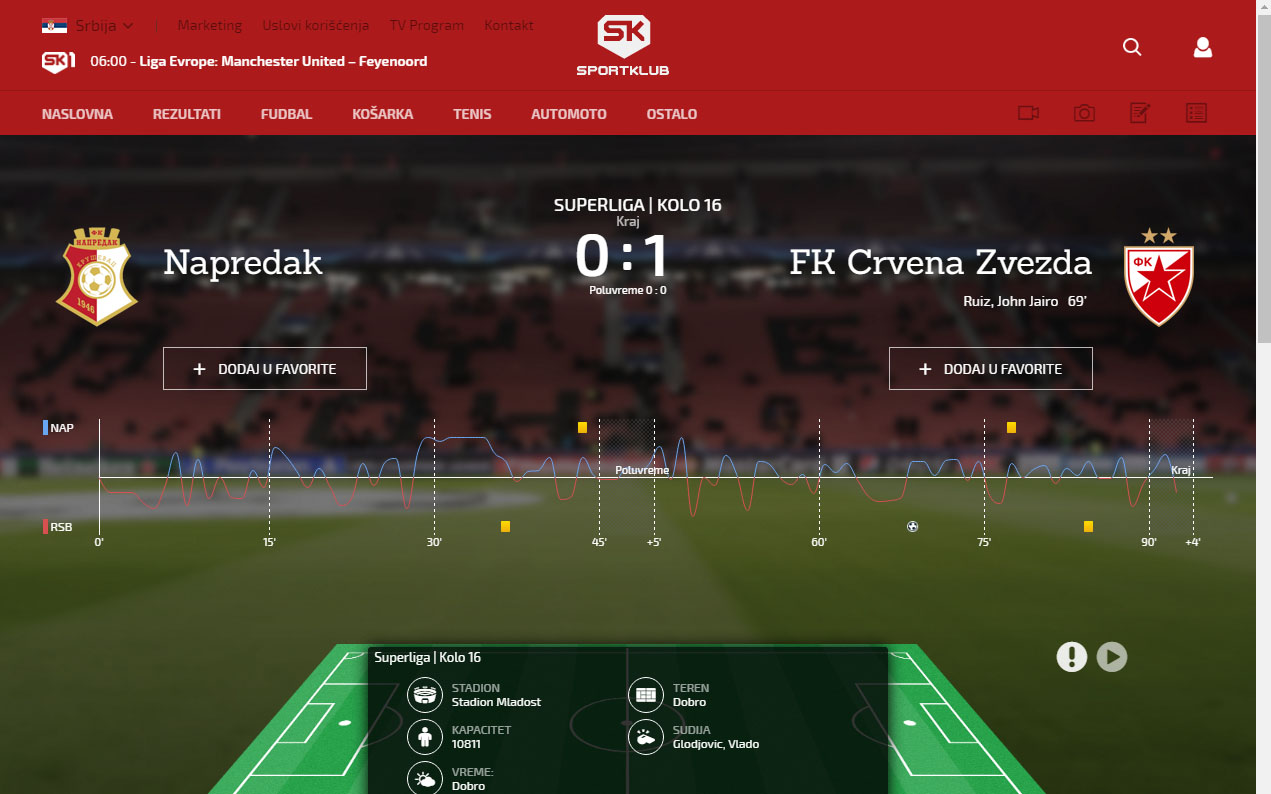 Srbija
Marketing
Uslovi korišćenja
TV Program
Kontakt
SK
SPORTKLUB
SK1
06:00 - Liga Evrope: Manchester United – Feyenoord
NASLOVNA
REZULTATI
FUDBAL
KOŠARKA
TENIS
AUTOMOTO
OSTALO
SUPERLIGA | KOLO 16
Kraj
0 : 1
Poluvreme 0 : 0
ФК
НАПРЕДАК
КРУШЕВАЦ
1946
Napredak
FK Crvena Zvezda
Ruiz, John Jairo 69'
ФК
+ DODAJ U FAVORITE
+ DODAJ U FAVORITE
NAP
Poluvreme
Kraj
RSB
0'
15'
30'
45'
+5'
60'
75'
90'
+4'
Superliga | Kolo 16
STADION
Stadion Mladost
TEREN
Dobro
KAPACITET
10811
SUDIJA
Glodjovic, Vlado
VREME:
Dobro